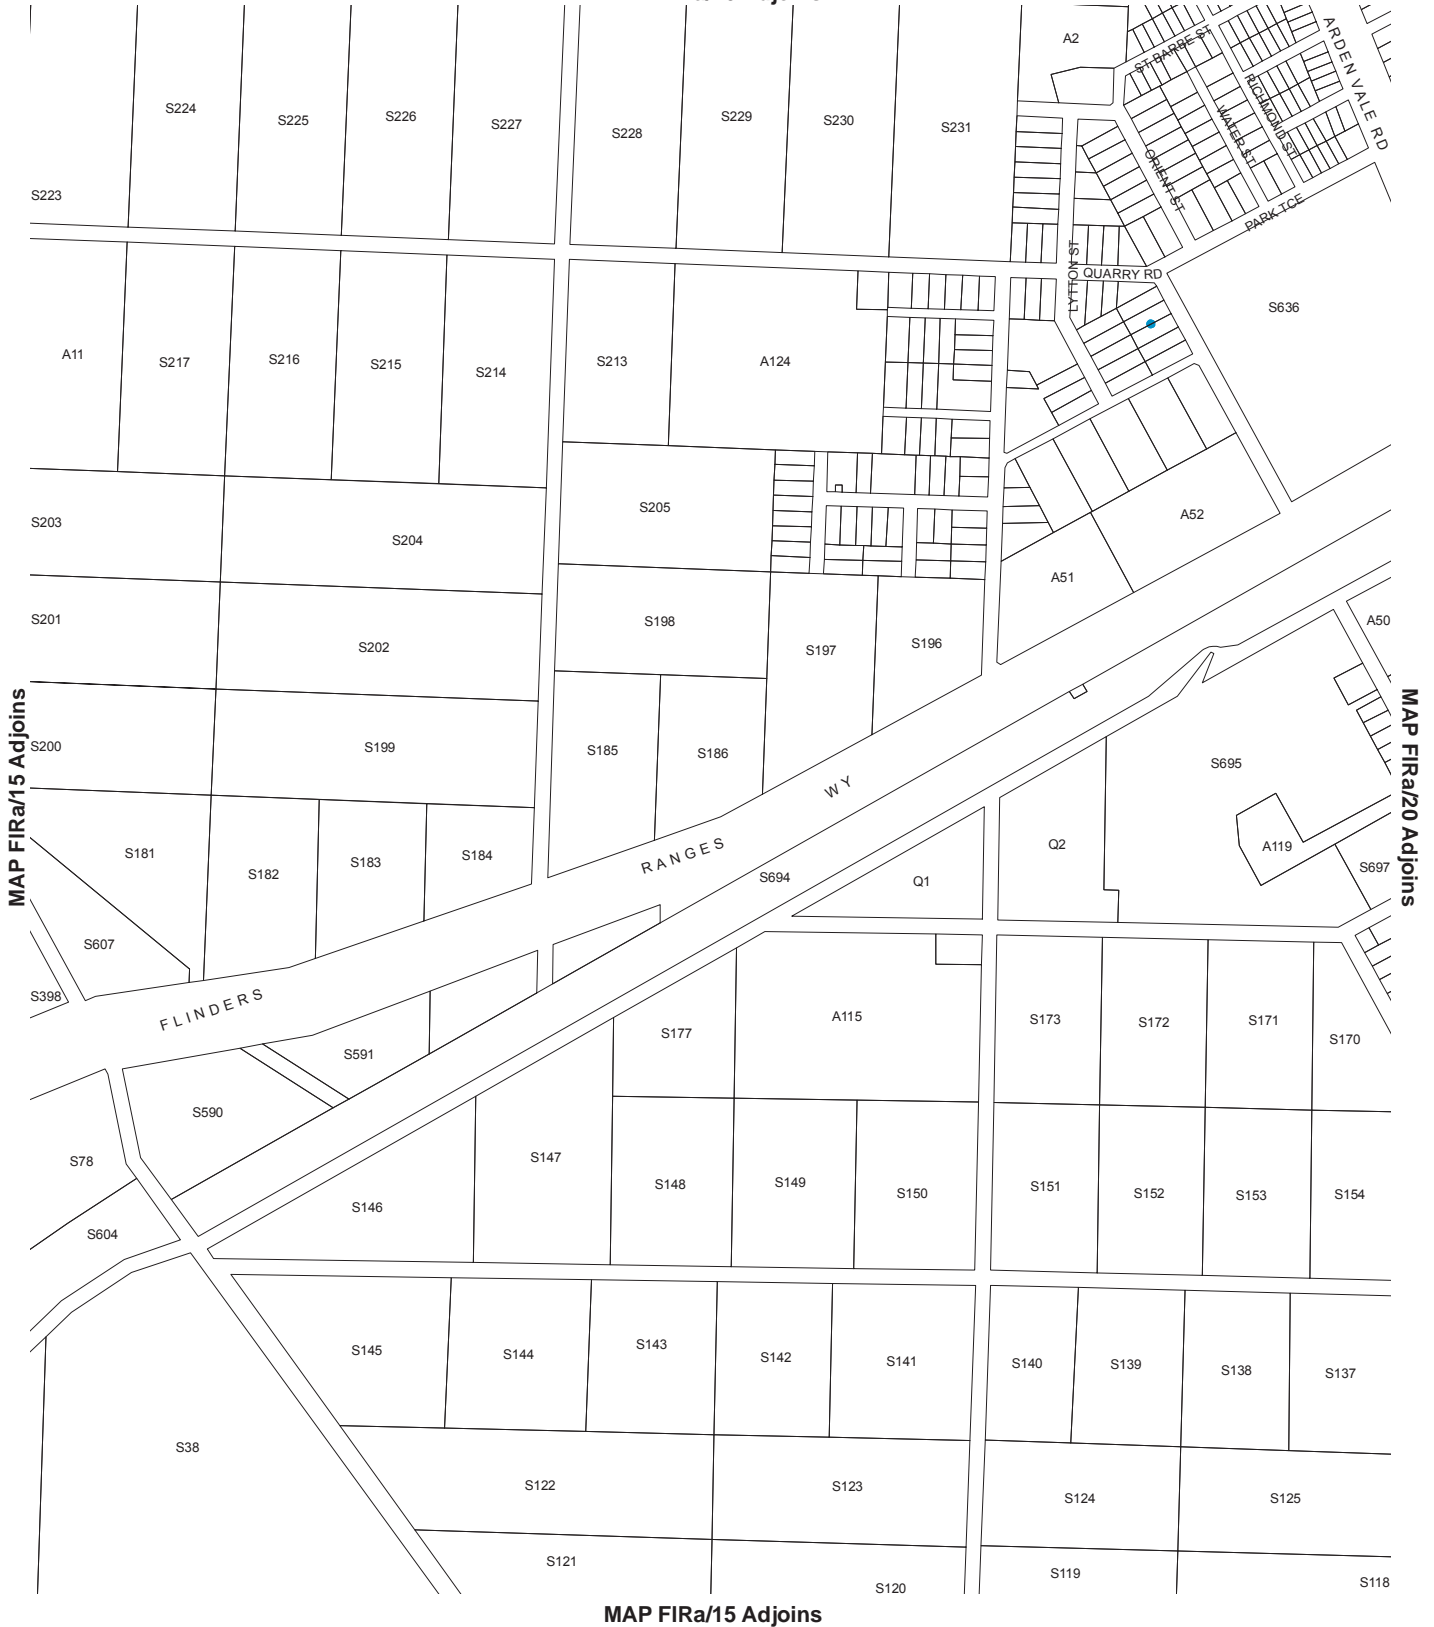 A2
ST BARBE ST
ARDEN VALE RD
S224
S225
S226
S227
S228
S229
S230
S231
RICHMOND ST
WATER ST
ORIENT ST
S223
PARK TCE
LYTTON ST
QUARRY RD
S636
A11
S217
S216
S215
S214
S213
A124
S203
S204
S205
A52
A51
S201
S202
S198
S197
S196
A50
MAP FIRa/15 Adjoins
MAP FIRa/20 Adjoins
S200
S199
S185
S186
WY
S695
S181
S182
S183
S184
RANGES
S694
Q1
Q2
A119
S697
S607
S398
FLINDERS
S591
S177
A115
S173
S172
S171
S170
S590
S78
S147
S148
S149
S150
S151
S152
S153
S154
S604
S146
S145
S144
S143
S142
S141
S140
S139
S138
S137
S38
S122
S123
S124
S125
S121
S120
S119
S118
MAP FIRa/15 Adjoins